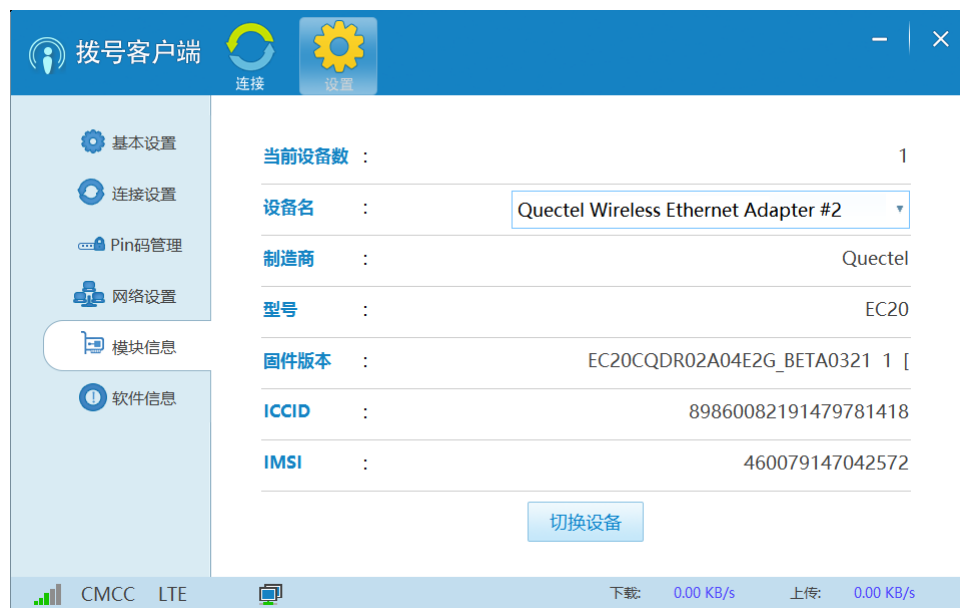 拨号客户端
连接
设置
基本设置
连接设置
Pin码管理
网络设置
模块信息
软件信息
当前设备数 : 1
设备名 : Quectel Wireless Ethernet Adapter #2
制造商 : Quectel
型号 : EC20
固件版本 : EC20CQDR02A04E2G_BETA0321 1 [
ICCID : 89860082191479781418
IMSI : 460079147042572
切换设备
CMCC LTE 下载: 0.00 KB/s 上传: 0.00 KB/s